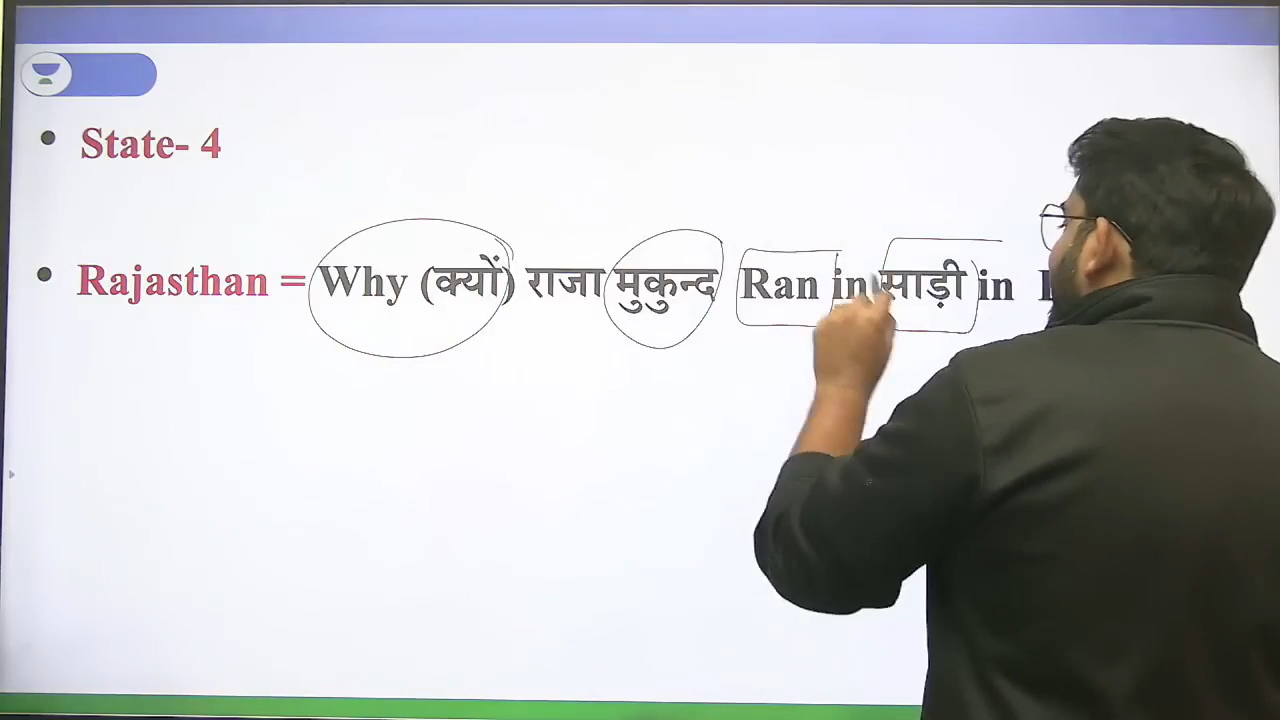 State- 4
Rajasthan = Why (क्यों) राजा मुकुन्द Ran in साड़ी in